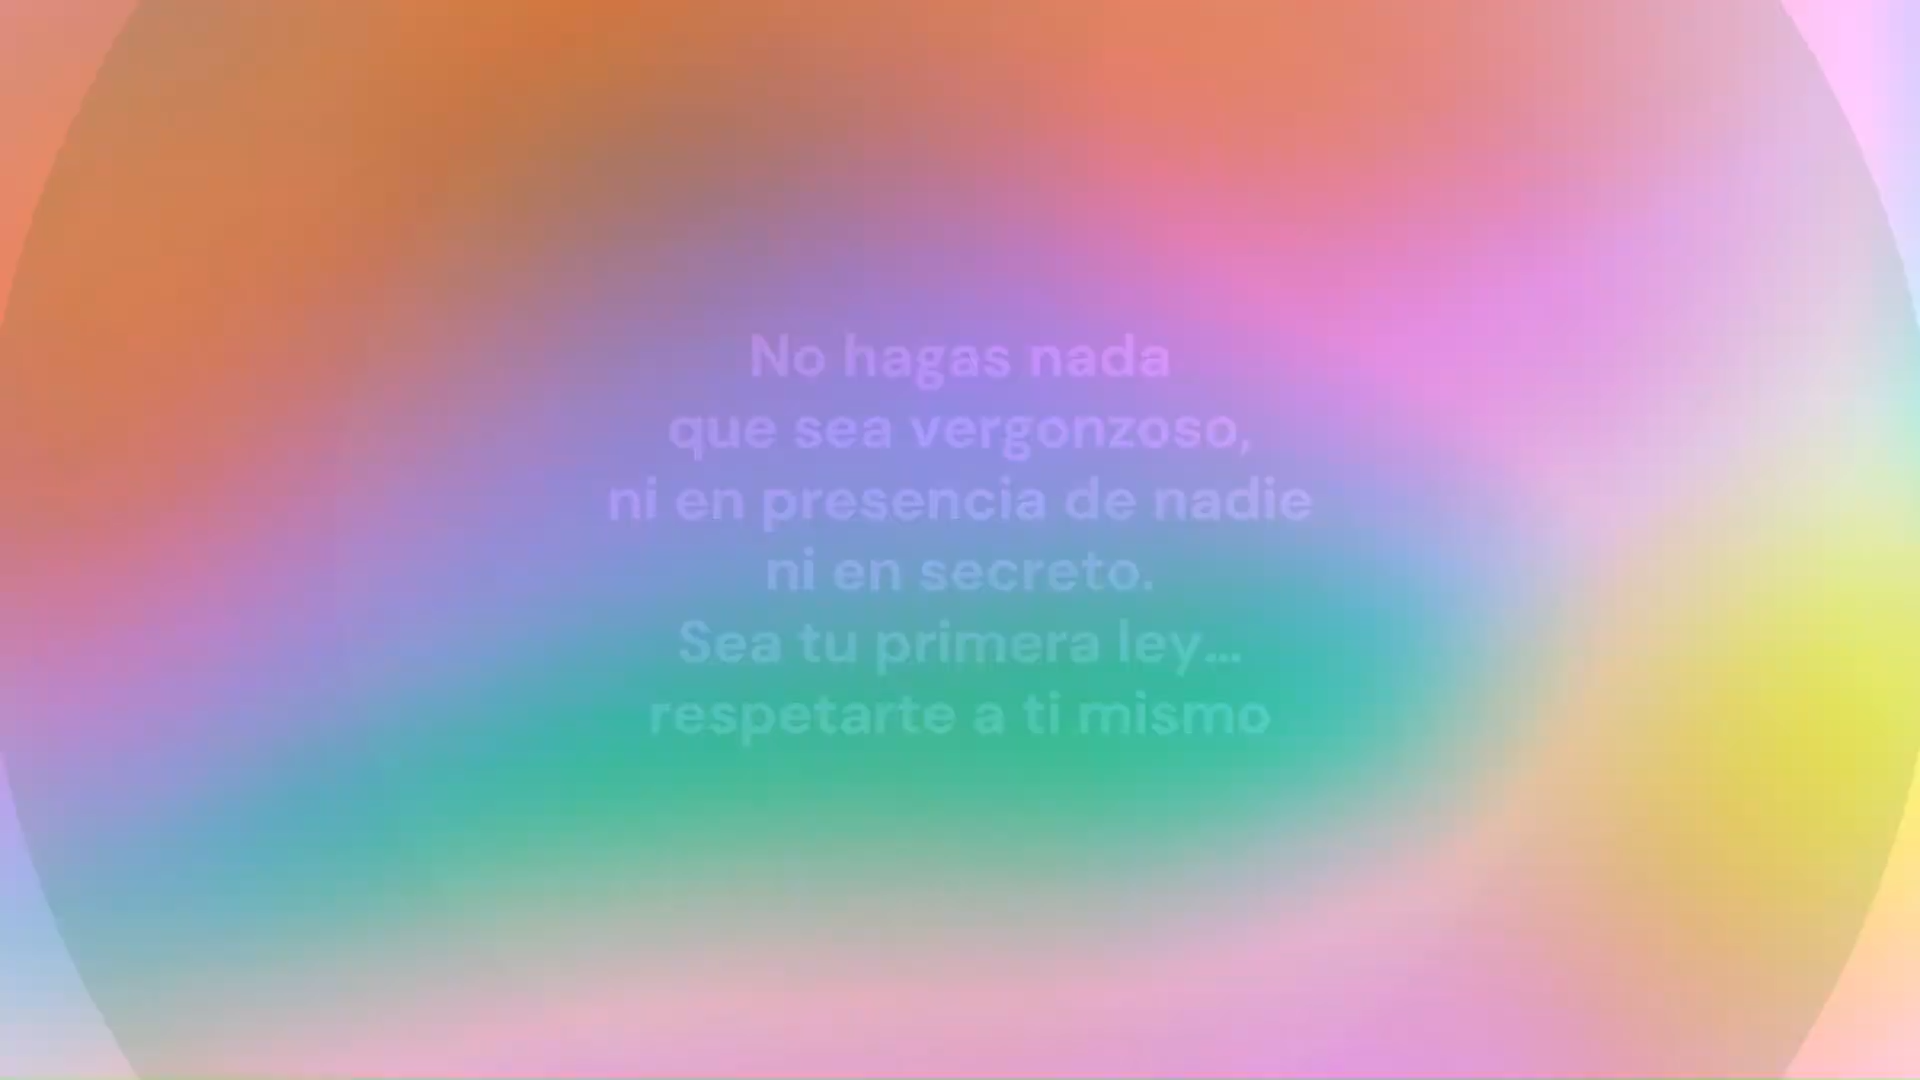 No hagas nada
que sea vergonzoso,
ni en presencia de nadie
ni en secreto.
Sea tu primera ley...
respetarte a ti mismo